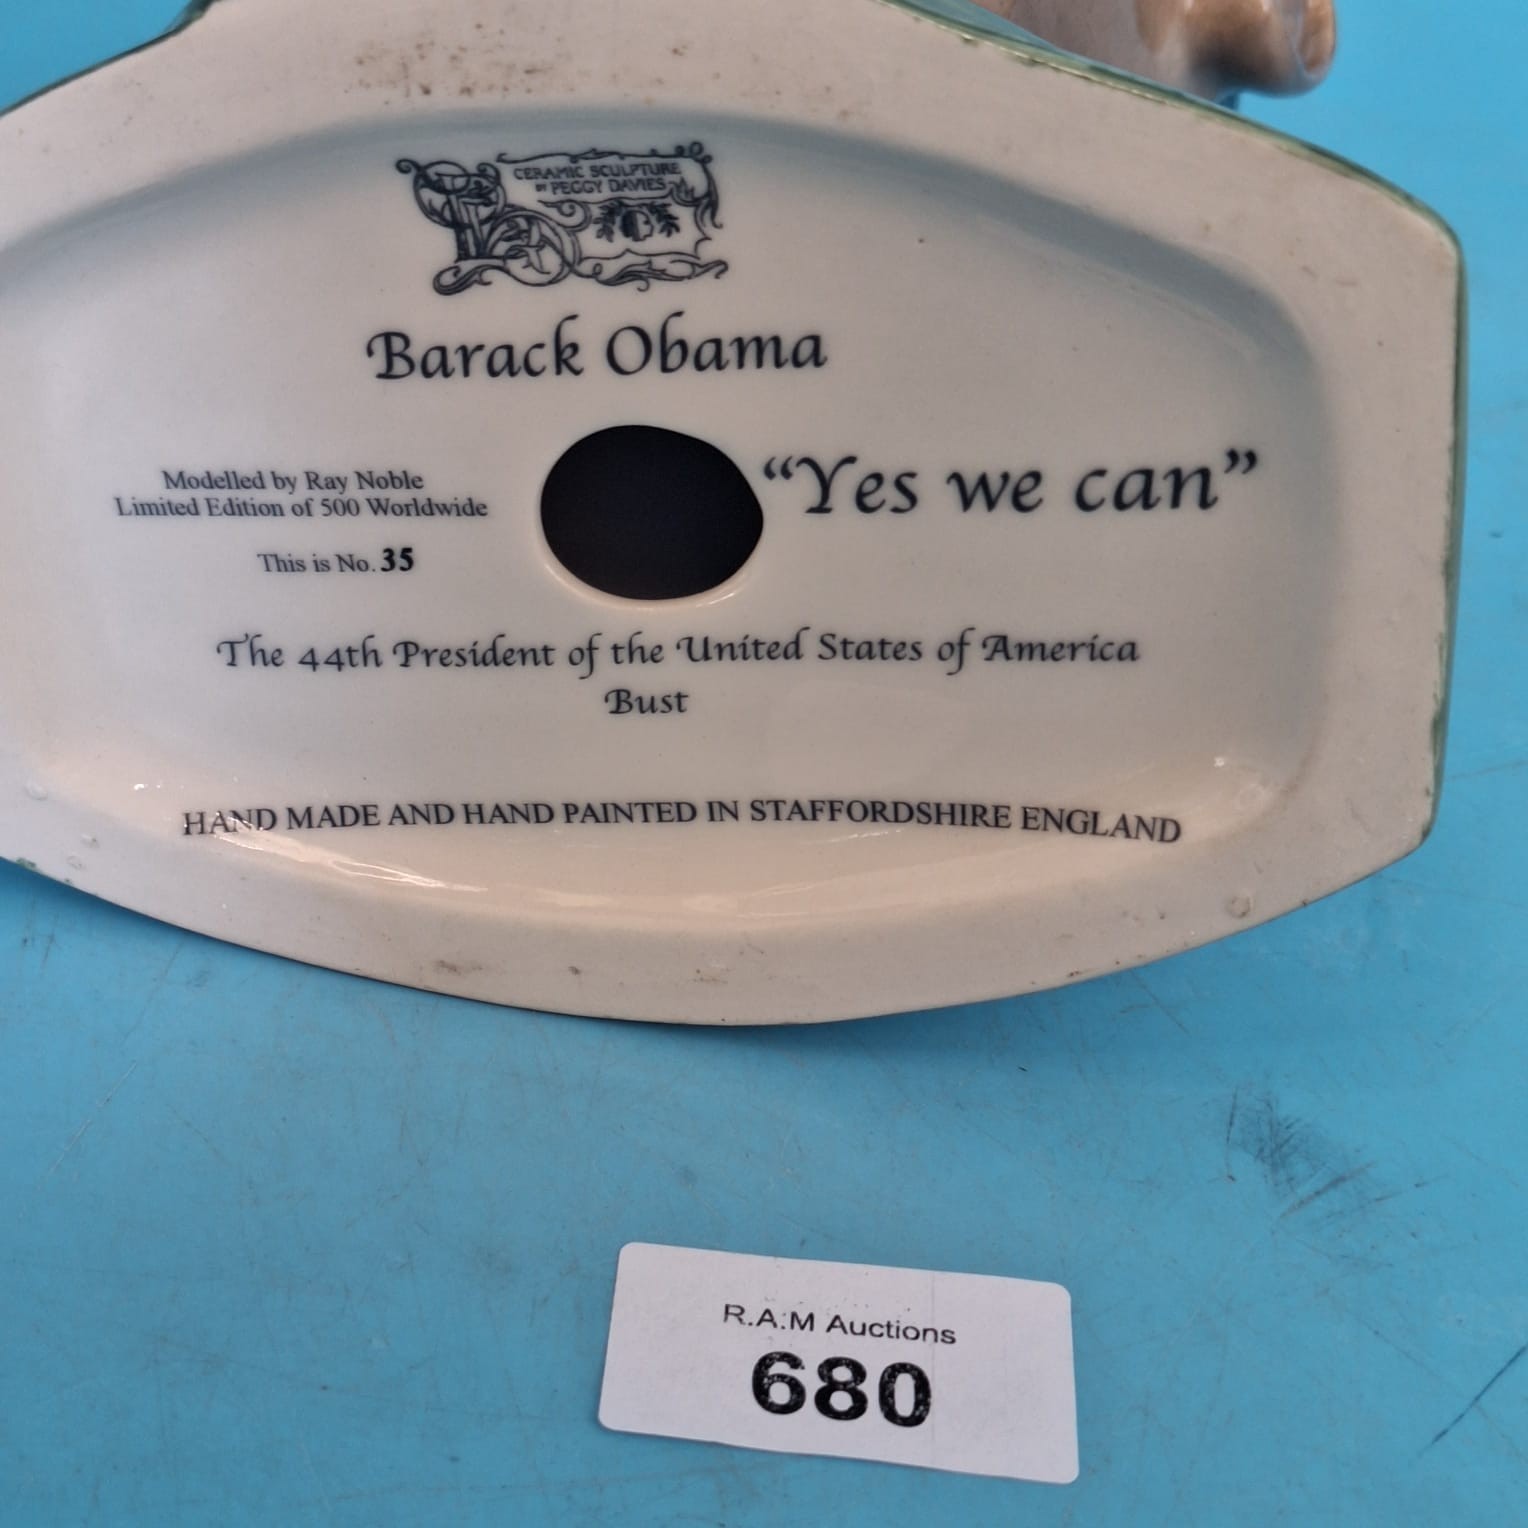 CERAMIC SCULPTURE
BY PEGGY DAVIES
Barack Obama
Modelled by Ray Noble
Limited Edition of 500 Worldwide
This is No. 35
“Yes we can”
The 44th President of the United States of America
Bust
HAND MADE AND HAND PAINTED IN STAFFORDSHIRE ENGLAND
R.A.M Auctions
680